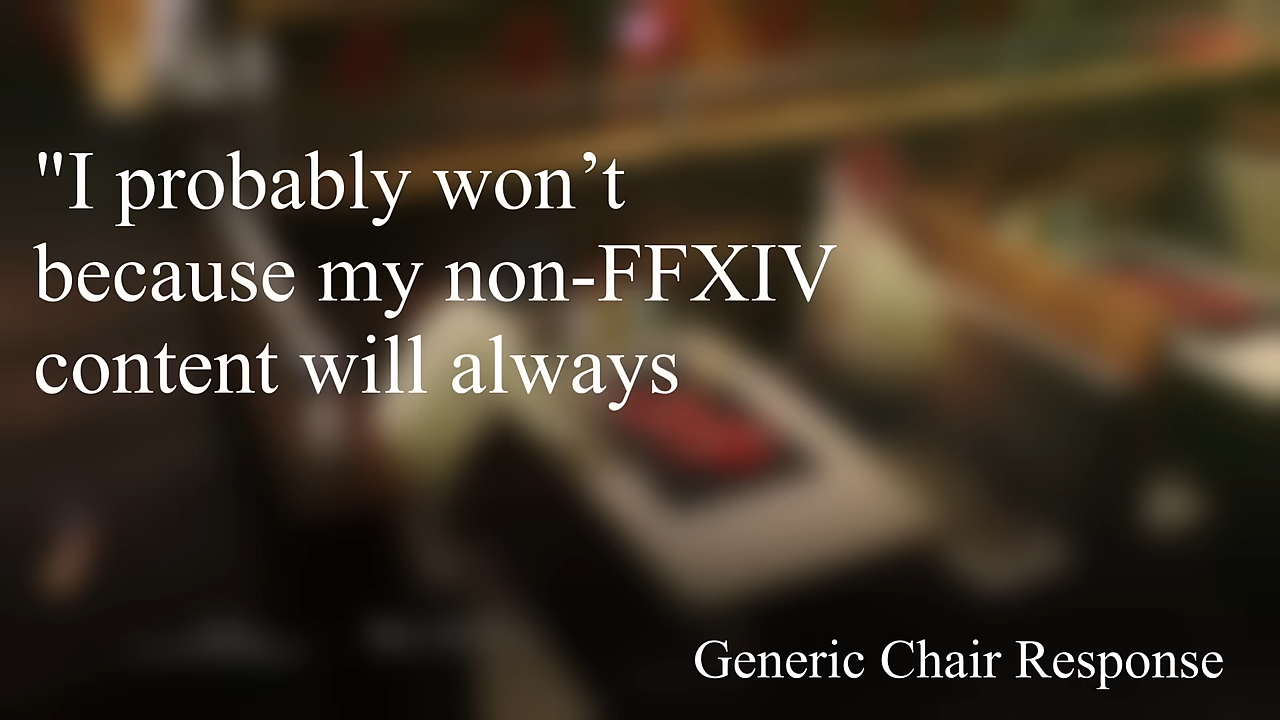 "I probably won’t
because my non-FFXIV
content will always
Generic Chair Response